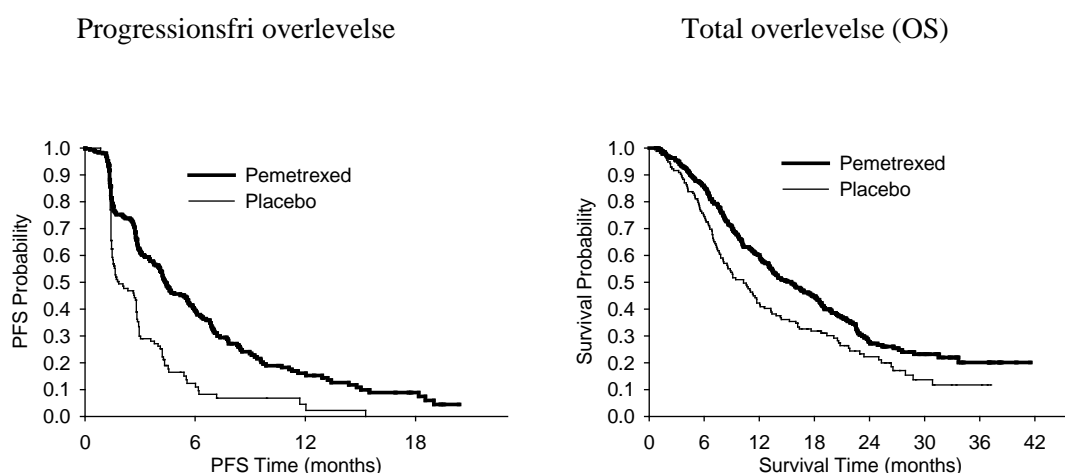 Progressionsfri overlevelse
Total overlevelse (OS)
PFS Probability
1.0
0.9
0.8
0.7
0.6
0.5
0.4
0.3
0.2
0.1
0.0
Pemetrexed
Placebo
0 6 12 18
PFS Time (months)
Survival Probability
1.0
0.9
0.8
0.7
0.6
0.5
0.4
0.3
0.2
0.1
0.0
Pemetrexed
Placebo
0 6 12 18 24 30 36 42
Survival Time (months)